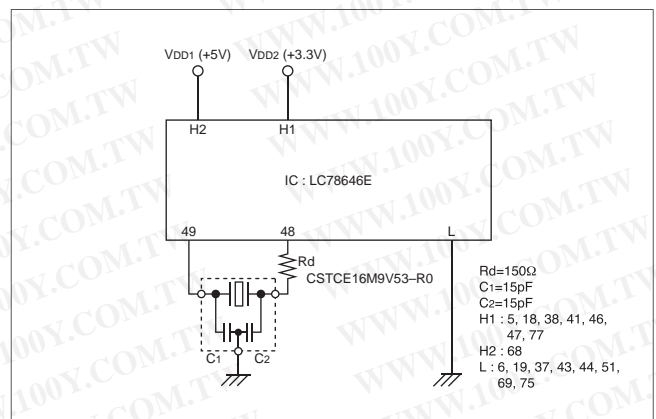 VDD1 (+5V) VDD2 (+3.3V)
H2 H1
IC : LC78646E
49 48 L
Rd
CSTCE16M9V53–R0
C1 C2
Rd=150Ω
C1=15pF
C2=15pF
H1 : 5, 18, 38, 41, 46,
47, 77
H2 : 68
L : 6, 19, 37, 43, 44, 51,
69, 75
WWW.100Y.COM.TW